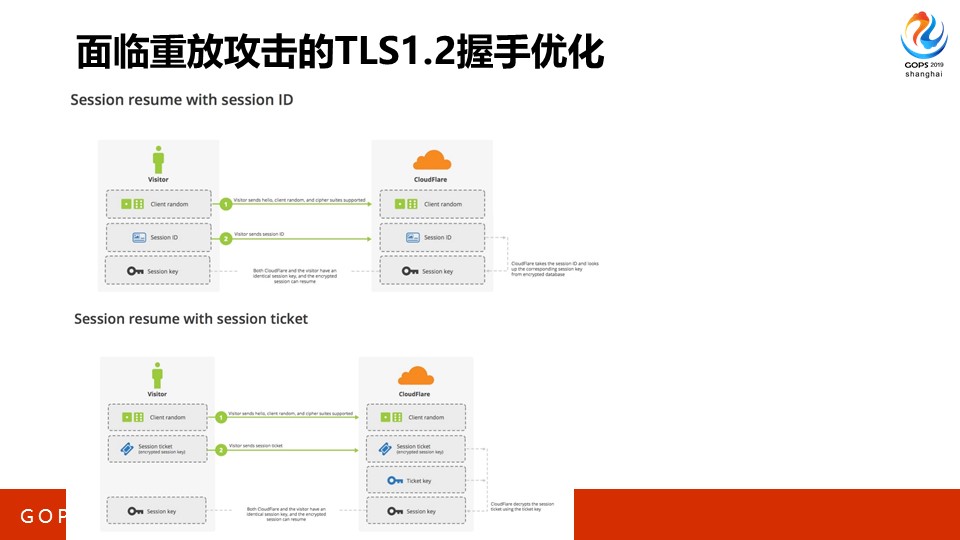 面临重放攻击的TLS1.2握手优化
GOPS 2019
shanghai
Session resume with session ID
Visitor
CloudFlare
Client random
1
Visitor sends hello, client random, and cipher suites supported
Client random
Session ID
2
Visitor sends session ID
Session ID
Session key
Both CloudFlare and the visitor have an
identical session key, and the encrypted
session can resume
Session key
CloudFlare takes the session ID and looks
up the corresponding session key
from encrypted database
Session resume with session ticket
Visitor
CloudFlare
Client random
1
Visitor sends hello, client random, and cipher suites supported
Client random
Session ticket
(encrypted session key)
2
Visitor sends session ticket
Session ticket
(encrypted session key)
Ticket key
Session key
Both CloudFlare and the visitor have an
identical session key, and the encrypted
session can resume
Session key
CloudFlare decrypts the session
ticket using the ticket key
GOP